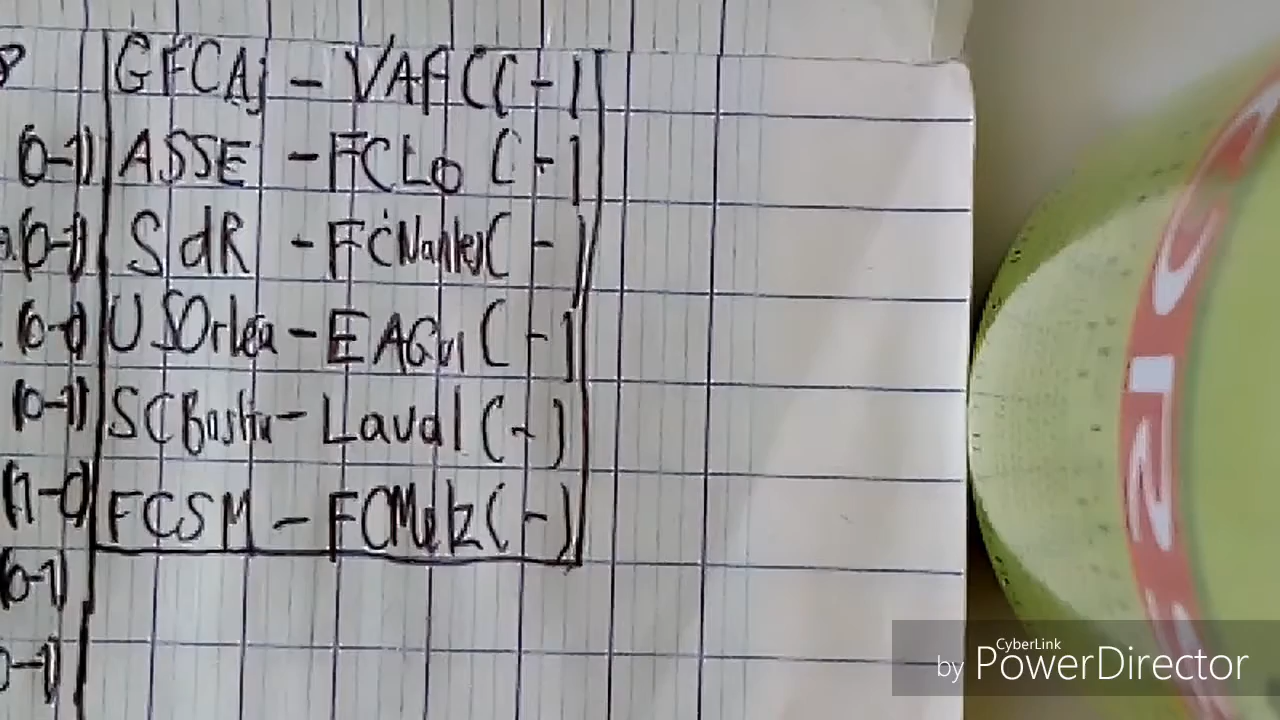 GFCAj - VAFC ( - )
(0-1) ASSE - FCLo ( - )
(0-1) SdR - FCNantes ( - )
(0-0) USOrléa - EAGui ( - )
(0-1) SCBastia - Laval ( - )
(1-0) FCSM - FCMetz ( - )
(0-1)
0-1)
CyberLink
by PowerDirector